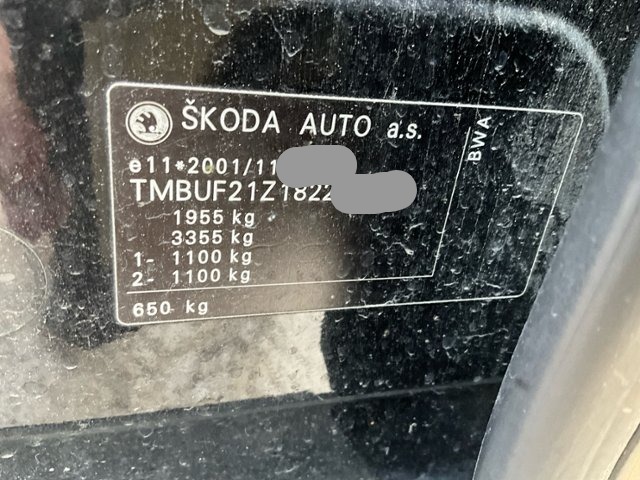 ŠKODA AUTO a.s.
BWA
e11*2001/11
TMBUF21Z1822
1955 kg
3355 kg
1- 1100 kg
2- 1100 kg
650 kg